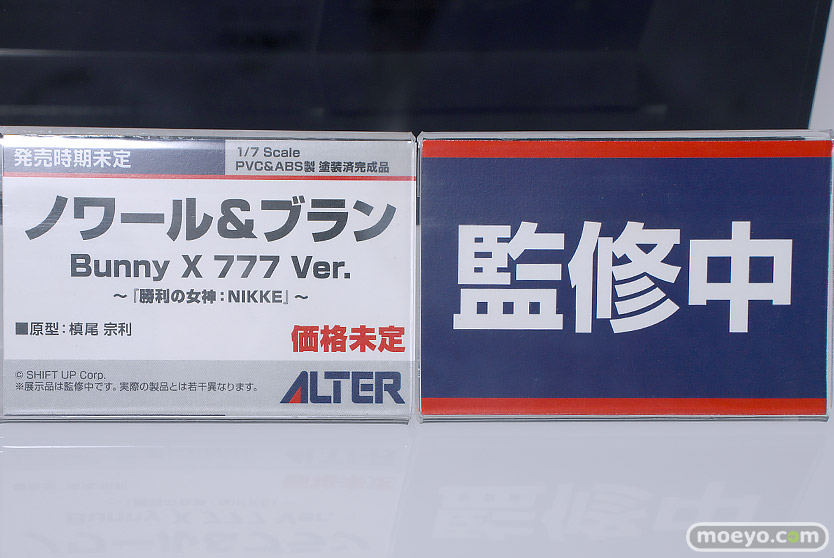 発売時期未定
1/7 Scale
PVC&ABS製 塗装済完成品
ノワール&ブラン
Bunny X 777 Ver.
～『勝利の女神：NIKKE』～
■原型：槙尾 宗利
価格未定
© SHIFT UP Corp.
※展示品は監修中です。実際の製品とは若干異なります。
ALTER
監修中
moeyo.com